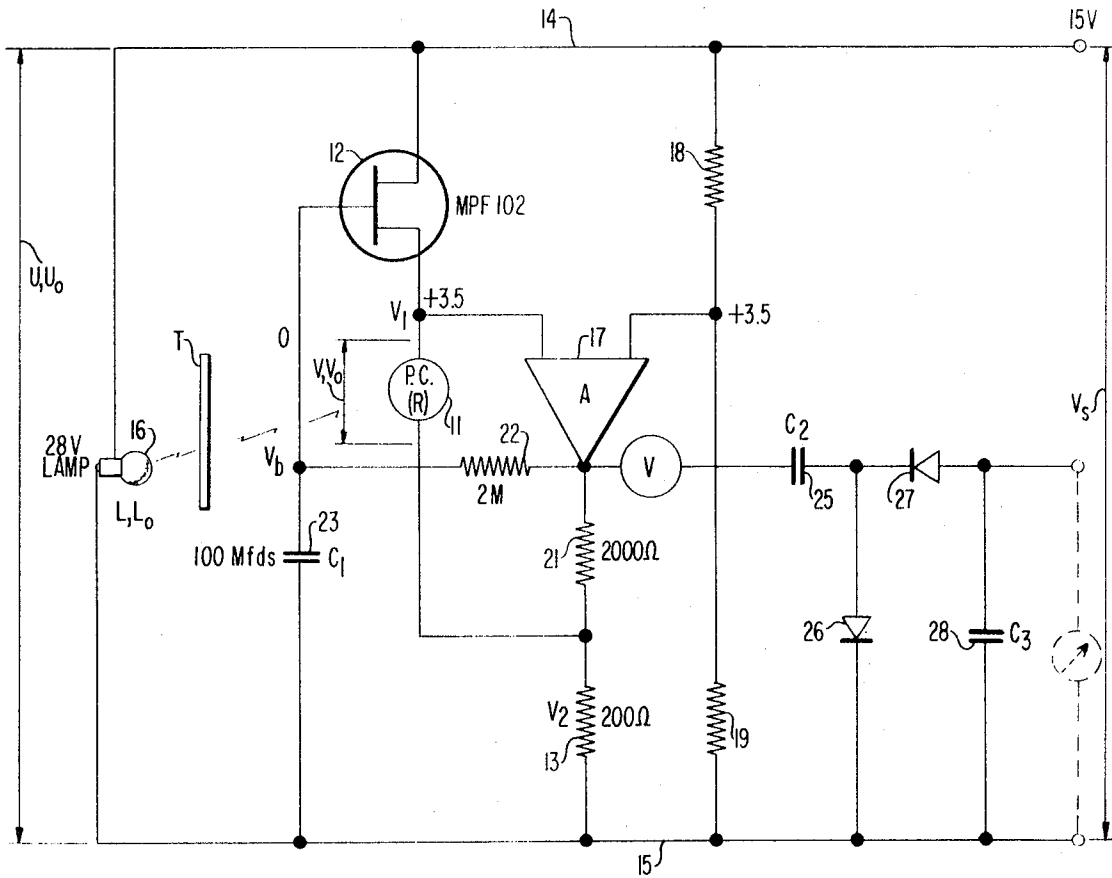 14
15V
12
18
MPF 102
U,U₀
V₁
+3.5
+3.5
0
17
T
V,V₀
P.C.
(R)
11
A
Vₛ
28V
LAMP
16
V_b
22
2M
V
C₂
25
27
L,L₀
23
100 Mfds
C₁
21
2000Ω
26
28
C₃
V₂
200Ω
13
19
15